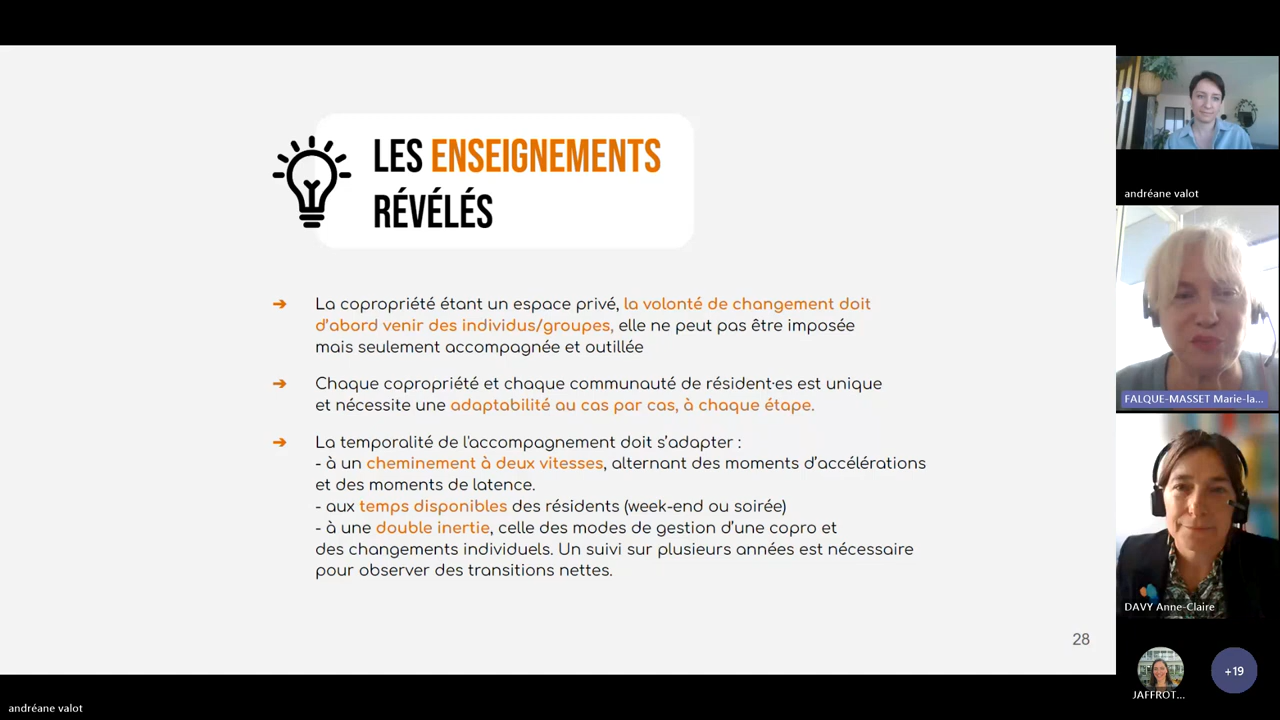 LES ENSEIGNEMENTS
RÉVÉLÉS
➔ La copropriété étant un espace privé, la volonté de changement doit
d'abord venir des individus/groupes, elle ne peut pas être imposée
mais seulement accompagnée et outillée
➔ Chaque copropriété et chaque communauté de résident·es est unique
et nécessite une adaptabilité au cas par cas, à chaque étape.
➔ La temporalité de l'accompagnement doit s'adapter :
- à un cheminement à deux vitesses, alternant des moments d'accélérations
et des moments de latence.
- aux temps disponibles des résidents (week-end ou soirée)
- à une double inertie, celle des modes de gestion d'une copro et
des changements individuels. Un suivi sur plusieurs années est nécessaire
pour observer des transitions nettes.
28
andréane valot
FALQUE-MASSET Marie-la...
DAVY Anne-Claire
JAFFROT...
+19
andréane valot